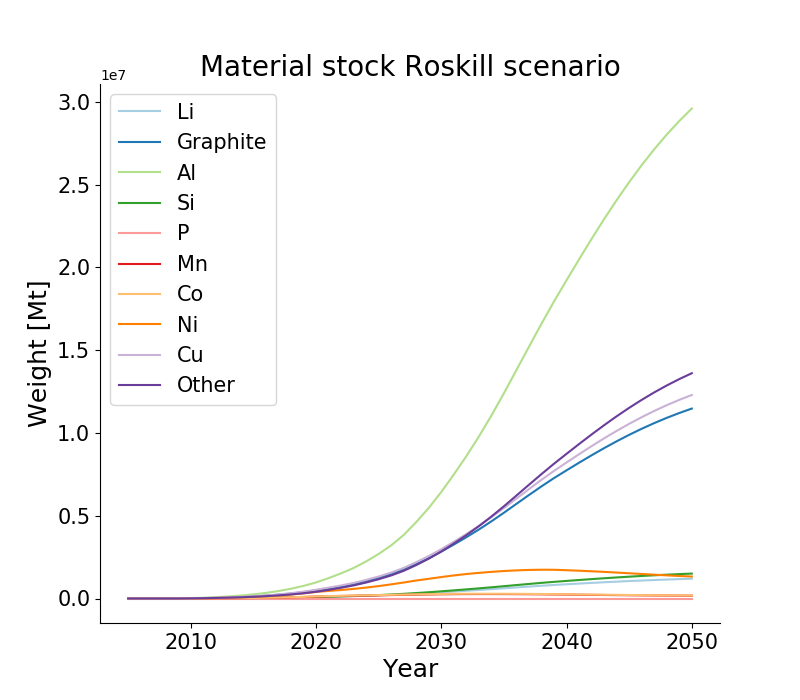 Material stock Roskill scenario
1e7
3.0
2.5
2.0
1.5
1.0
0.5
0.0
Weight [Mt]
Li
Graphite
Al
Si
P
Mn
Co
Ni
Cu
Other
2010 2020 2030 2040 2050
Year